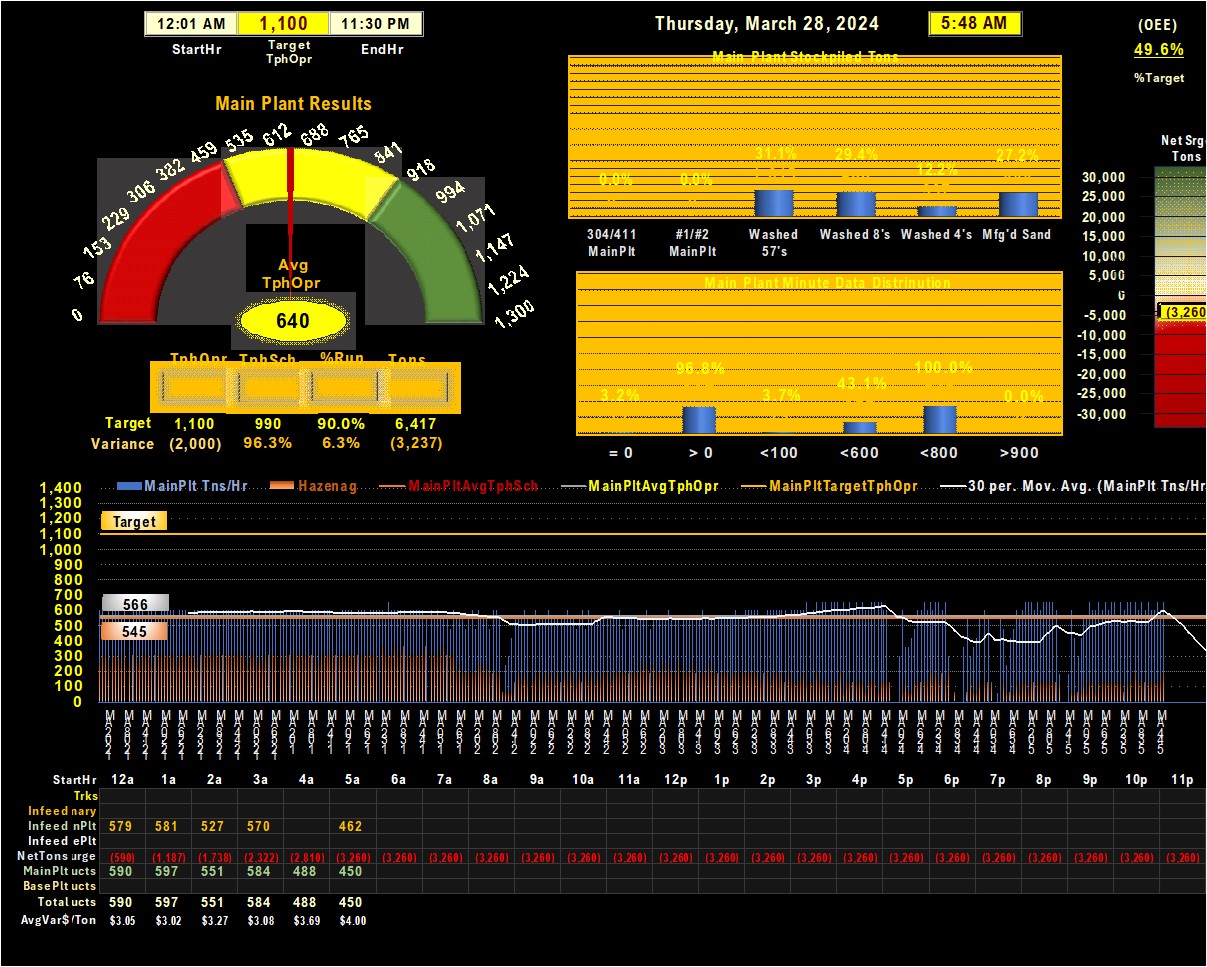 12:01 AM 1,100 11:30 PM
StartHr Target TphOpr EndHr
Thursday, March 28, 2024 5:48 AM
(OEE)
49.6%
%Target
Main Plant Results
0 76 153 229 306 382 459 535 612 688 765 841 918 994 1,071 1,147 1,224 1,300
Avg
TphOpr
640
TphOpr TphSch %Run Tons
Target 1,100 990 90.0% 6,417
Variance (2,000) 96.3% 6.3% (3,237)
Main Plant Stockpiled Tons
0.0% 0.0% 31.1% 29.4% 12.2% 27.2%
304/411 MainPlt #1/#2 MainPlt Washed 57's Washed 8's Washed 4's Mfg'd Sand
Main Plant Minute Data Distribution
3.2% 96.8% 3.7% 43.1% 100.0% 0.0%
= 0 > 0 <100 <600 <800 >900
Net Srg
Tons
30,000
25,000
20,000
15,000
10,000
5,000
0
-5,000
-10,000
-15,000
-20,000
-25,000
-30,000
(3,260
MainPlt Tns/Hr Hazenag MainPltAvgTphSch MainPltAvgTphOpr MainPltTargetTphOpr 30 per. Mov. Avg. (MainPlt Tns/Hr
1,400
1,300
1,200
1,100
1,000
900
800
700
600
500
400
300
200
100
0
Target
566
545
StartHr 12a 1a 2a 3a 4a 5a 6a 7a 8a 9a 10a 11a 12p 1p 2p 3p 4p 5p 6p 7p 8p 9p 10p 11p
Trks
Infeed nary
Infeed nPlt 579 581 527 570 462
Infeed ePlt
NetTons urge (590) (1,187) (1,738) (2,322) (2,810) (3,260) (3,260) (3,260) (3,260) (3,260) (3,260) (3,260) (3,260) (3,260) (3,260) (3,260) (3,260) (3,260) (3,260) (3,260) (3,260) (3,260) (3,260) (3,260)
MainPlt ucts 590 597 551 584 488 450
BasePlt ucts
Total ucts 590 597 551 584 488 450
AvgVar$/Ton $3.05 $3.02 $3.27 $3.08 $3.69 $4.00